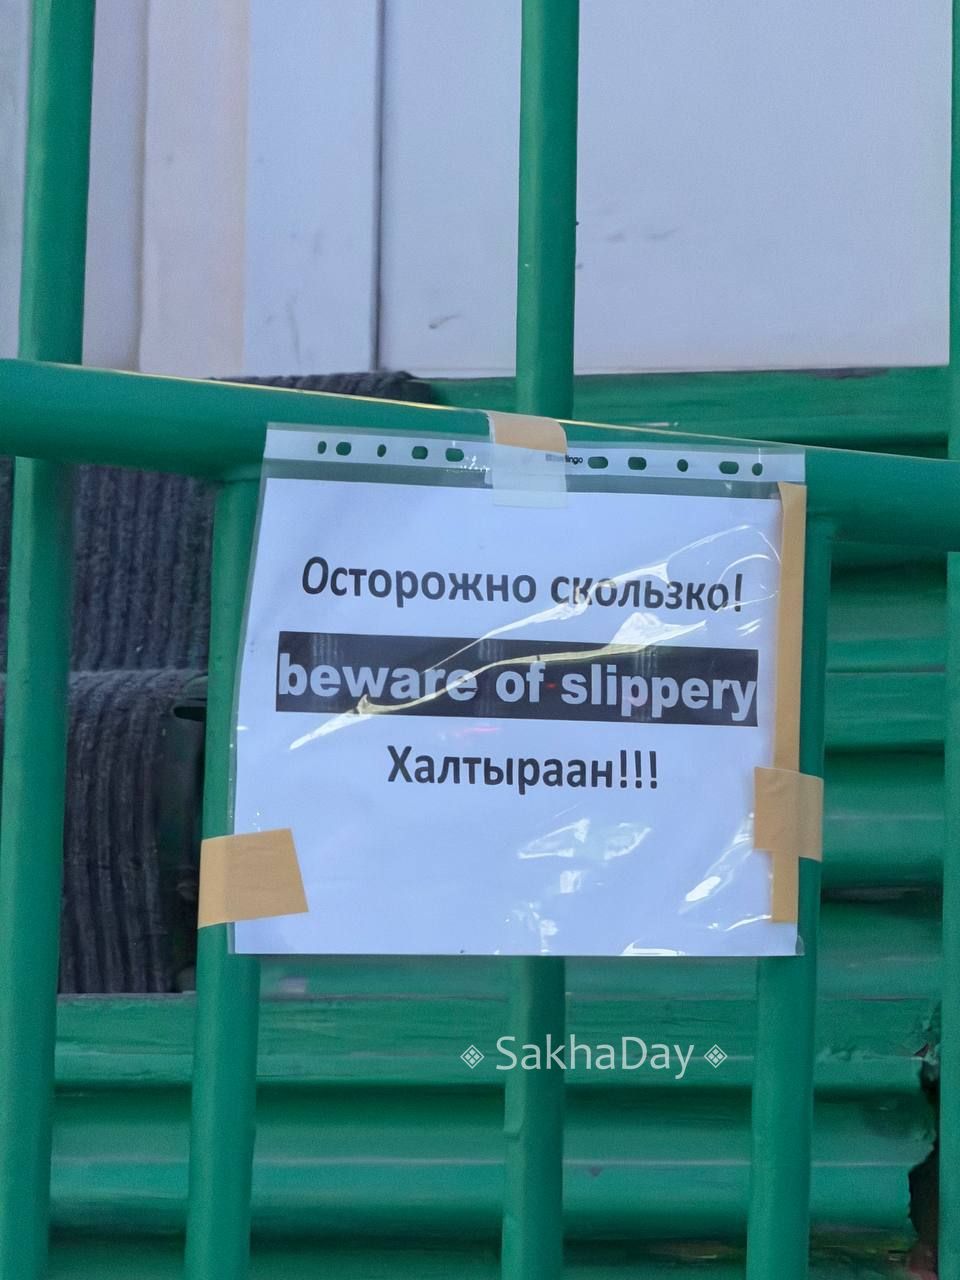 Осторожно скользко!
beware of slippery
Халтыраан!!!
SakhaDay